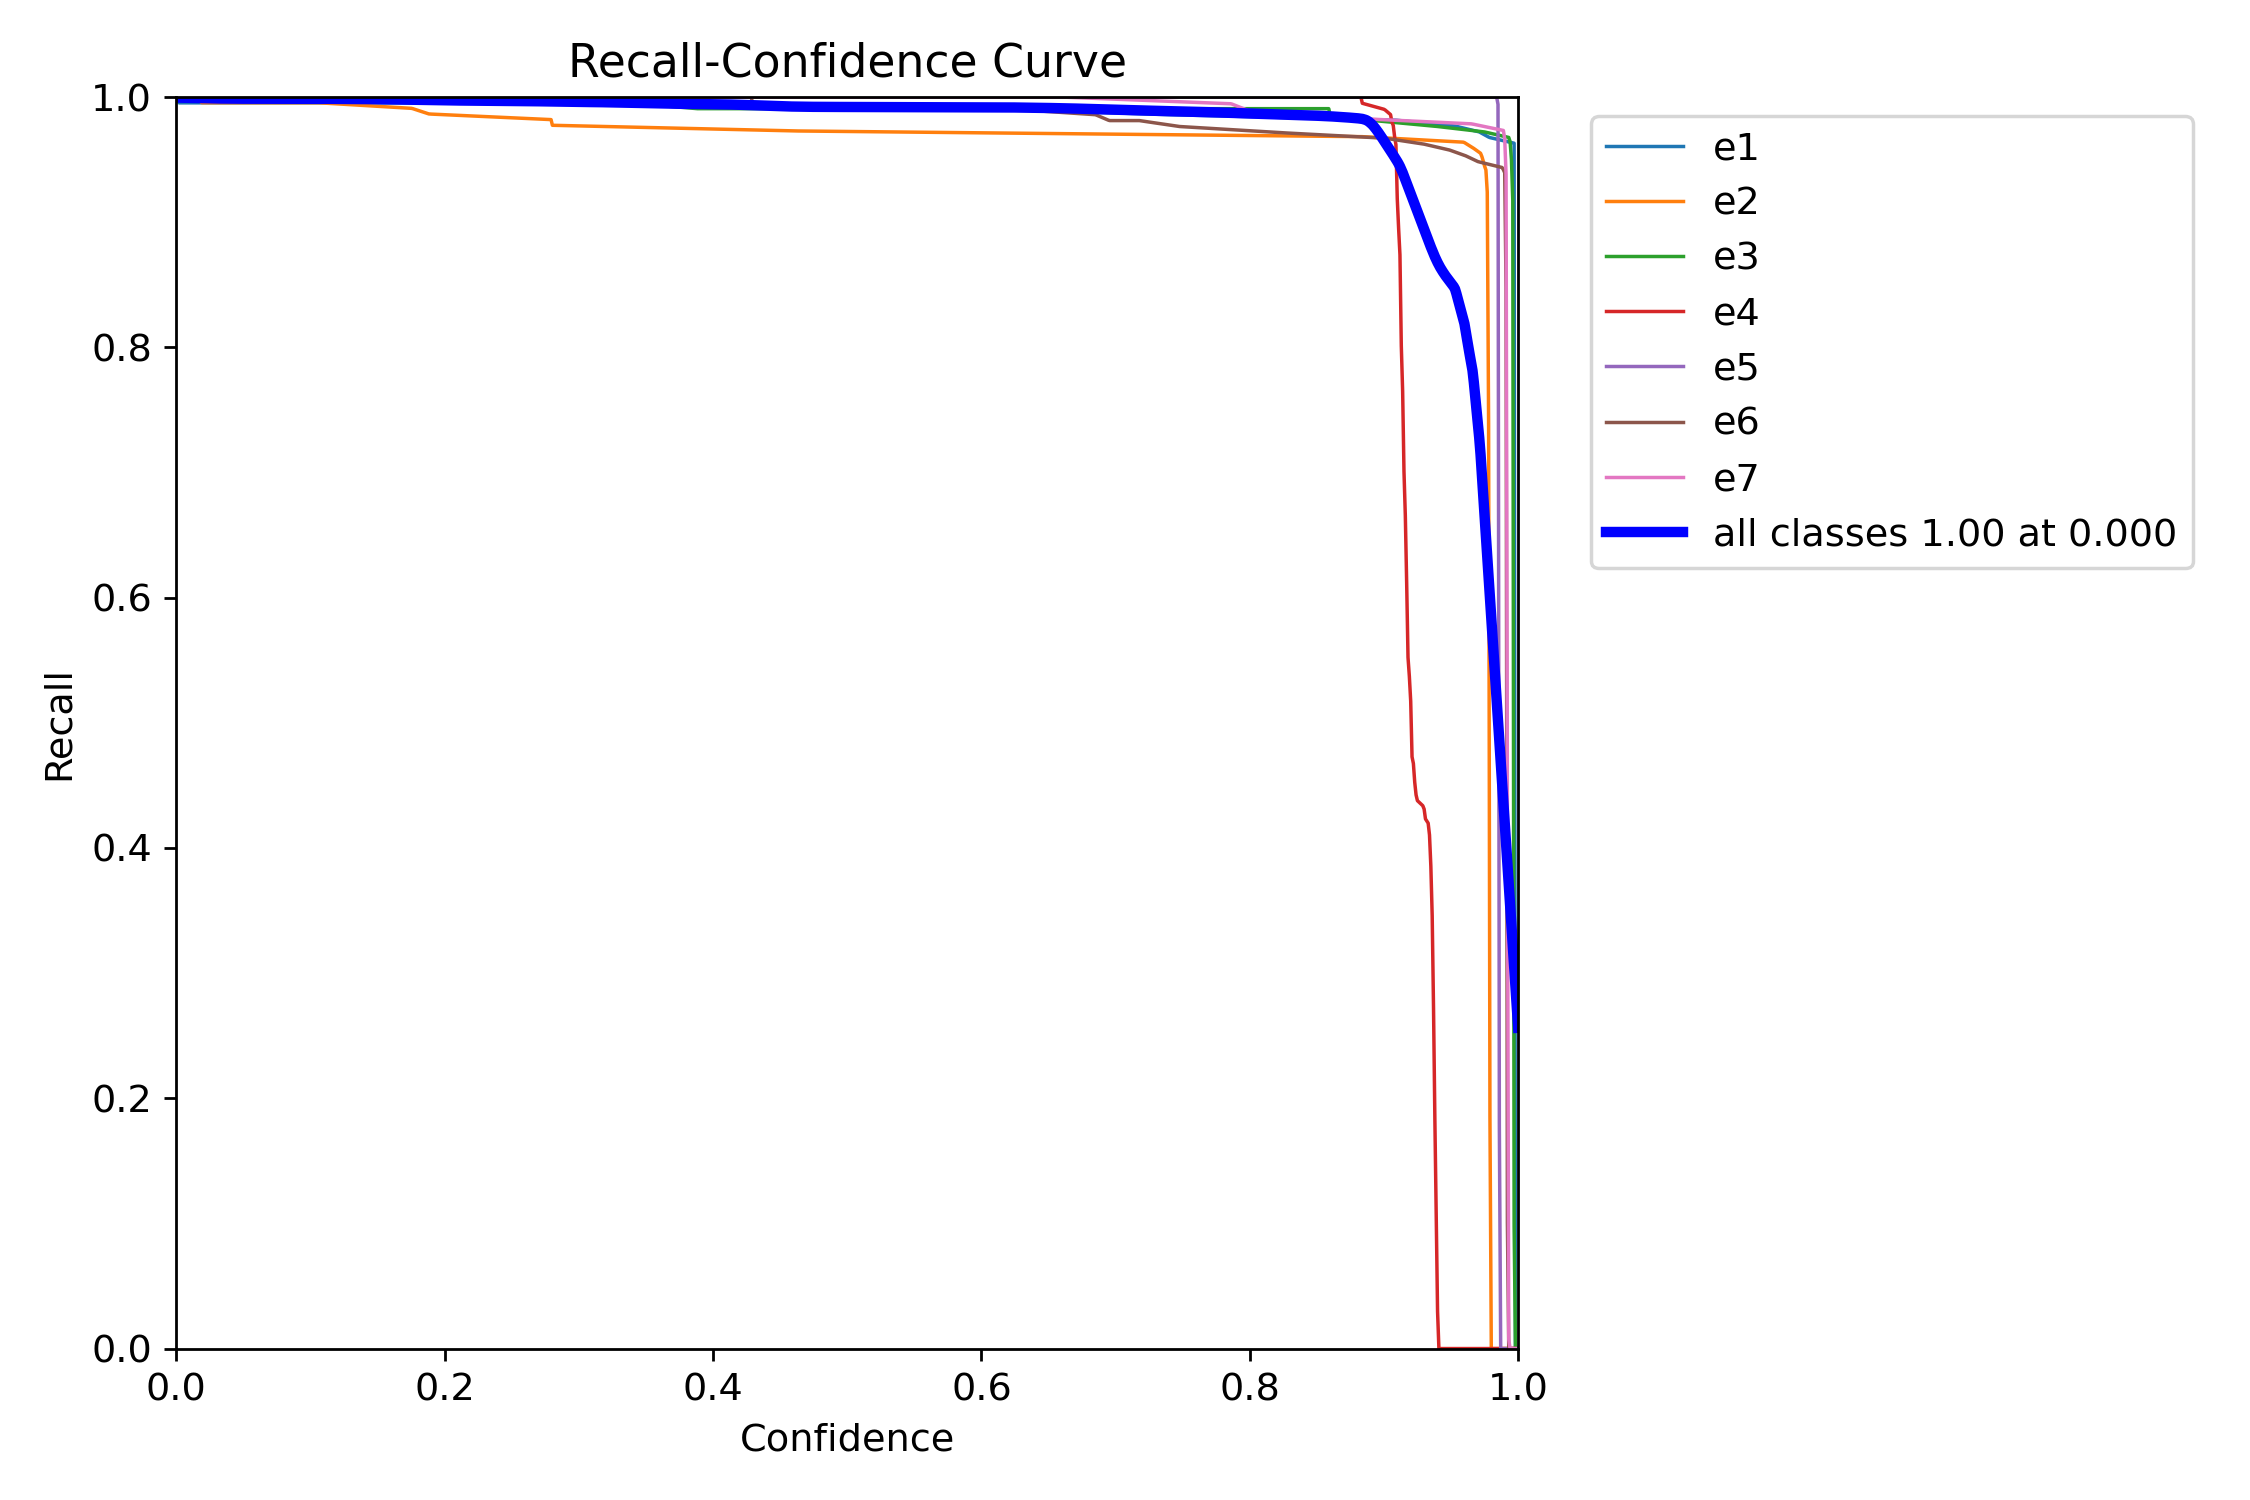 Recall-Confidence Curve
1.0
0.8
0.6
0.4
0.2
0.0
Recall
0.0 0.2 0.4 0.6 0.8 1.0
Confidence
e1
e2
e3
e4
e5
e6
e7
all classes 1.00 at 0.000